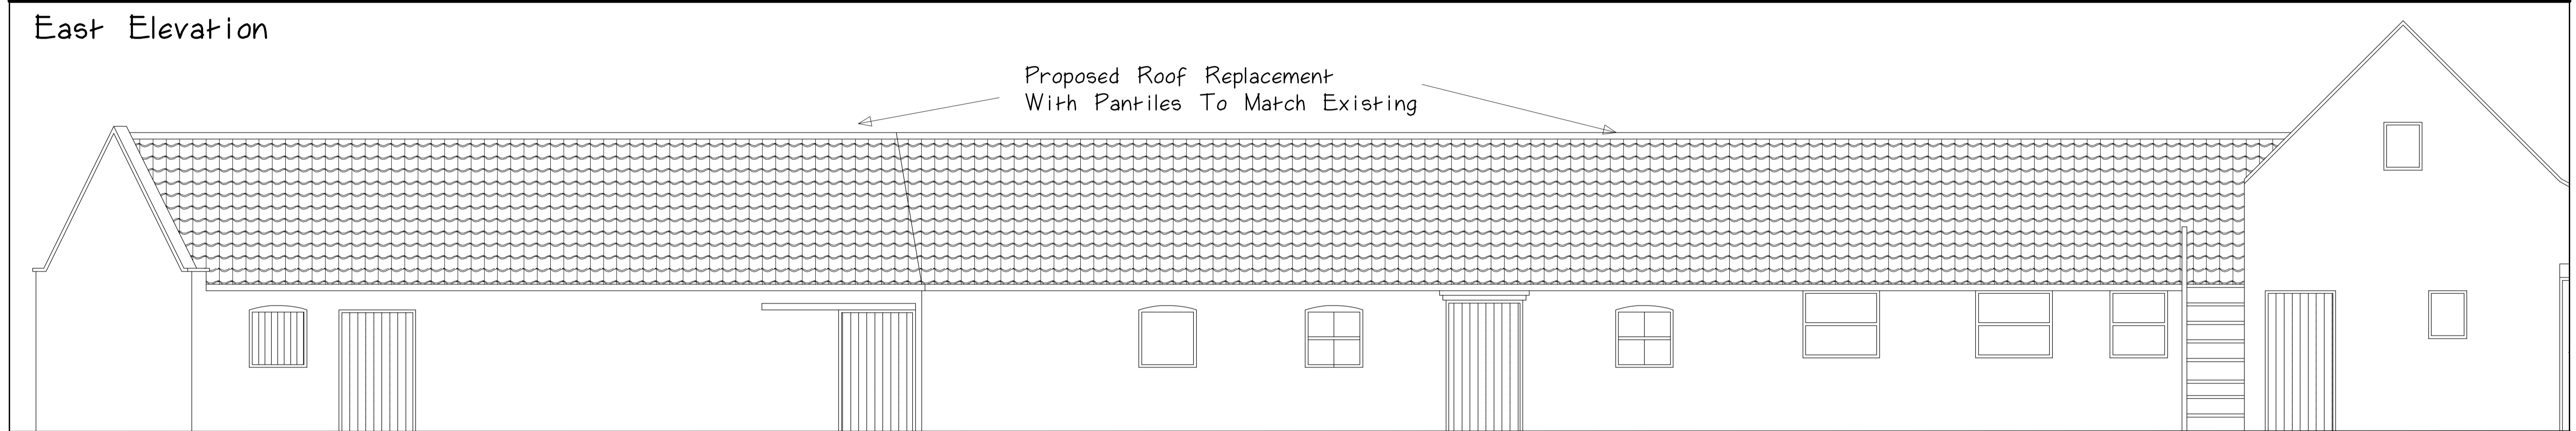 East Elevation
Proposed Roof Replacement
With Pantiles To Match Existing